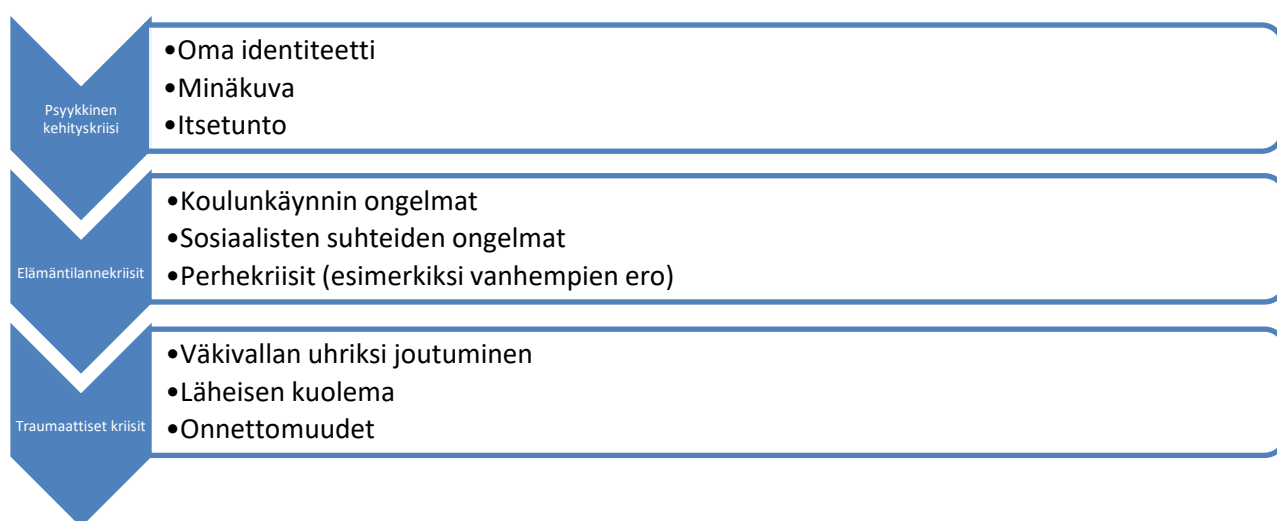 Psyykkinen
kehityskriisi
•Oma identiteetti
•Minäkuva
•Itsetunto
Elämäntilannekriisit
•Koulunkäynnin ongelmat
•Sosiaalisten suhteiden ongelmat
•Perhekriisit (esimerkiksi vanhempien ero)
Traumaattiset kriisit
•Väkivallan uhriksi joutuminen
•Läheisen kuolema
•Onnettomuudet